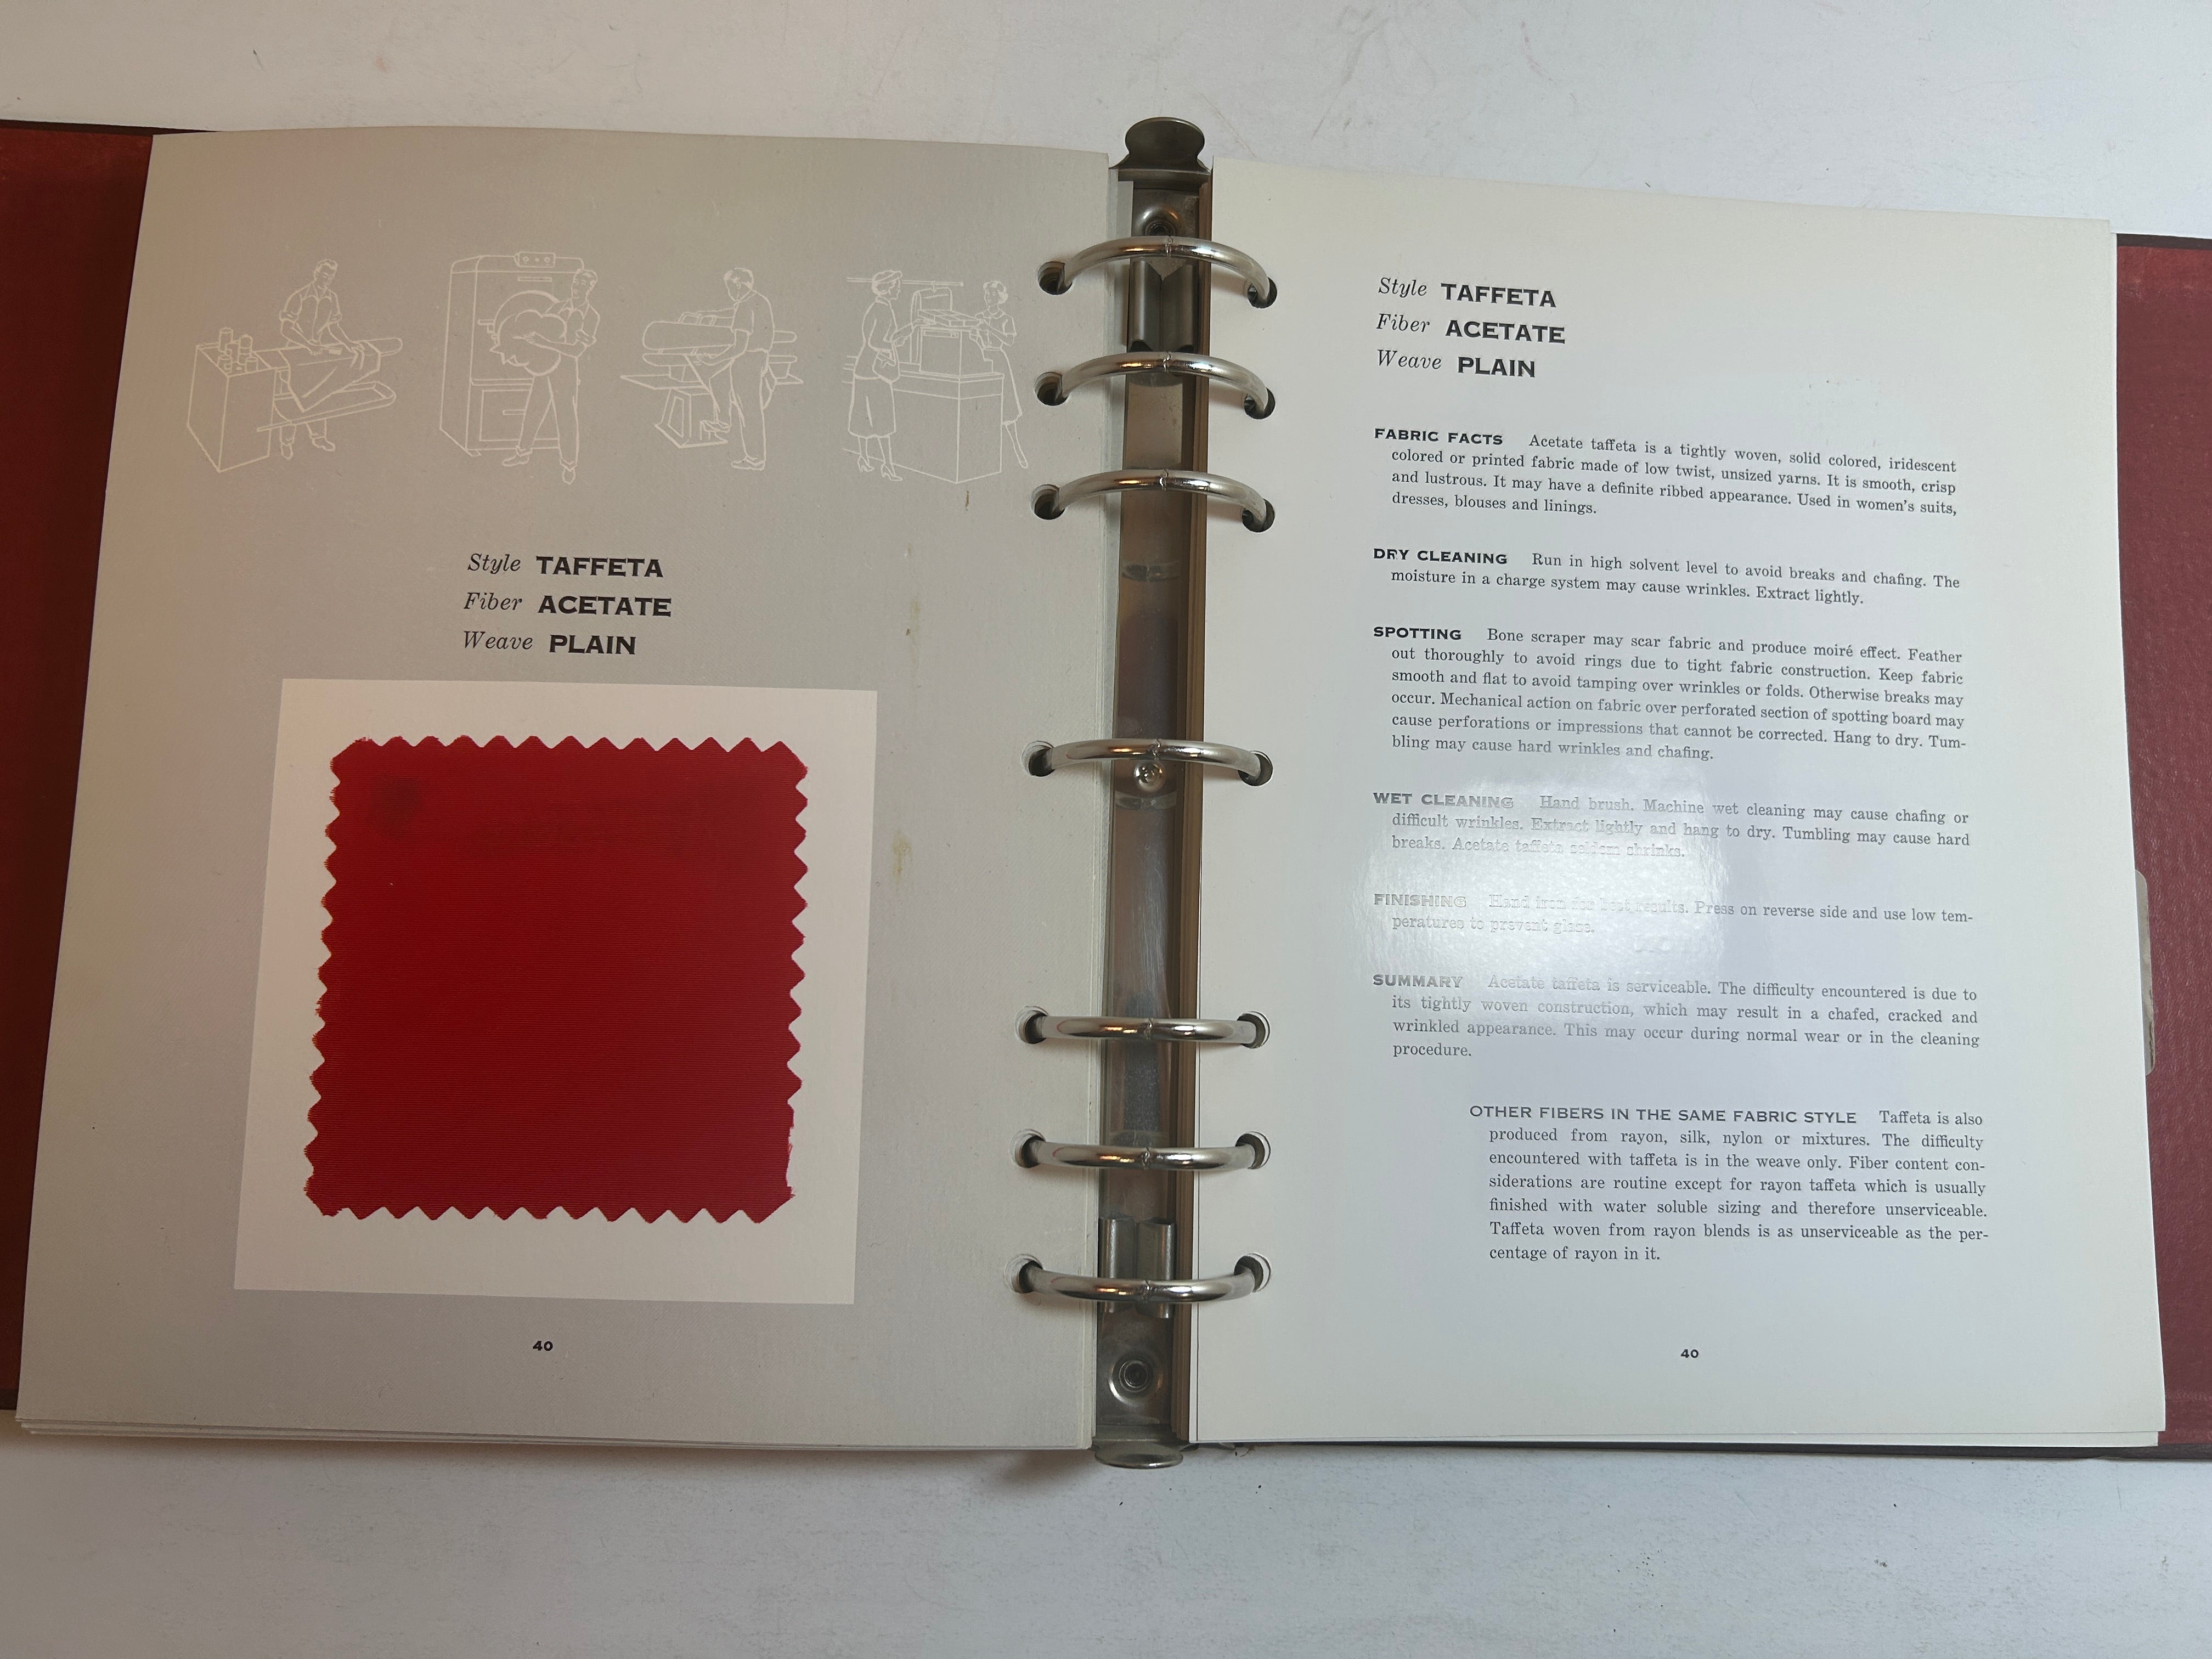 Style TAFFETA
Fiber ACETATE
Weave PLAIN
40
Style TAFFETA
Fiber ACETATE
Weave PLAIN
FABRIC FACTS Acetate taffeta is a tightly woven, solid colored, iridescent
colored or printed fabric made of low twist, unsized yarns. It is smooth, crisp
and lustrous. It may have a definite ribbed appearance. Used in women's suits,
dresses, blouses and linings.
DRY CLEANING Run in high solvent level to avoid breaks and chafing. The
moisture in a charge system may cause wrinkles. Extract lightly.
SPOTTING Bone scraper may scar fabric and produce moiré effect. Feather
out thoroughly to avoid rings due to tight fabric construction. Keep fabric
smooth and flat to avoid tamping over wrinkles or folds. Otherwise breaks may
occur. Mechanical action on fabric over perforated section of spotting board may
cause perforations or impressions that cannot be corrected. Hang to dry. Tum-
bling may cause hard wrinkles and chafing.
WET CLEANING Hand brush. Machine wet cleaning may cause chafing or
difficult wrinkles. Extract lightly and hang to dry. Tumbling may cause hard
breaks. Acetate taffeta seldom shrinks.
FINISHING Hand iron for best results. Press on reverse side and use low tem-
peratures to prevent glaze.
SUMMARY Acetate taffeta is serviceable. The difficulty encountered is due to
its tightly woven construction, which may result in a chafed, cracked and
wrinkled appearance. This may occur during normal wear or in the cleaning
procedure.
OTHER FIBERS IN THE SAME FABRIC STYLE Taffeta is also
produced from rayon, silk, nylon or mixtures. The difficulty
encountered with taffeta is in the weave only. Fiber content con-
siderations are routine except for rayon taffeta which is usually
finished with water soluble sizing and therefore unserviceable.
Taffeta woven from rayon blends is as unserviceable as the per-
centage of rayon in it.
40